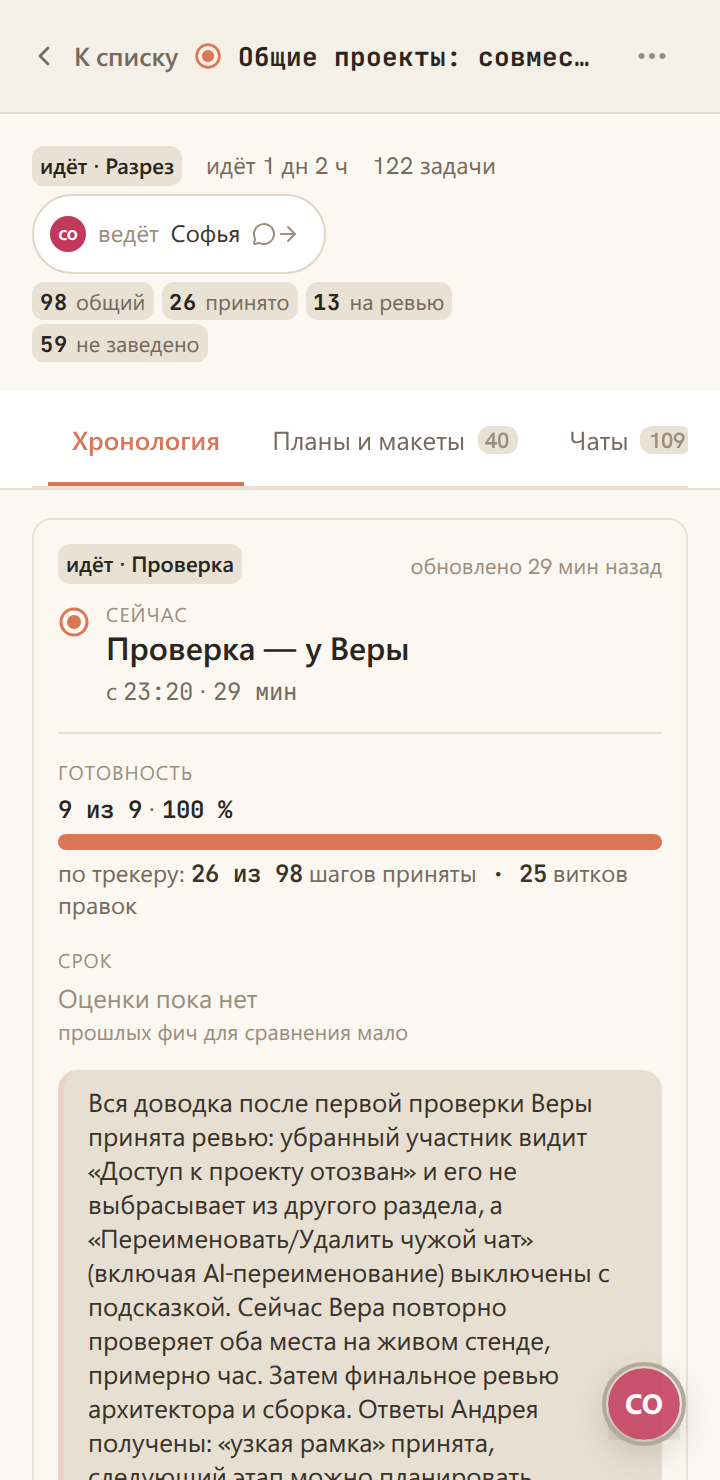 К списку Общие проекты: совмес…
идёт · Разрез идёт 1 дн 2 ч 122 задачи
СО ведёт Софья
98 общий 26 принято 13 на ревью
59 не заведено
Хронология Планы и макеты 40 Чаты 109
идёт · Проверка обновлено 29 мин назад
СЕЙЧАС
Проверка — у Веры
с 23:20 · 29 мин
ГОТОВНОСТЬ
9 из 9 · 100 %
по трекеру: 26 из 98 шагов приняты • 25 витков
правок
СРОК
Оценки пока нет
прошлых фич для сравнения мало
Вся доводка после первой проверки Веры
принята ревью: убранный участник видит
«Доступ к проекту отозван» и его не
выбрасывает из другого раздела, а
«Переименовать/Удалить чужой чат»
(включая AI-переименование) выключены с
подсказкой. Сейчас Вера повторно
проверяет оба места на живом стенде,
примерно час. Затем финальное ревью
архитектора и сборка. Ответы Андрея
получены: «узкая рамка» принята,
следующий этап можно планировать
СО